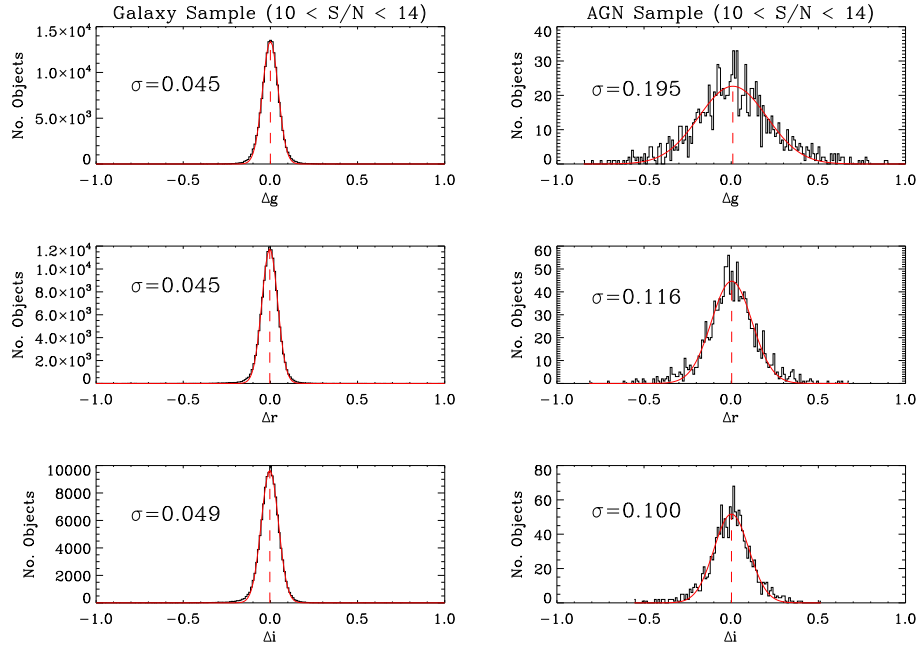 Galaxy Sample (10 < S/N < 14)
No. Objects
1.5×10⁴
1.0×10⁴
5.0×10³
0
σ=0.045
−1.0 −0.5 0.0 0.5 1.0
Δg
AGN Sample (10 < S/N < 14)
No. Objects
40
30
20
10
0
σ=0.195
−1.0 −0.5 0.0 0.5 1.0
Δg
No. Objects
1.2×10⁴
1.0×10⁴
8.0×10³
6.0×10³
4.0×10³
2.0×10³
0
σ=0.045
−1.0 −0.5 0.0 0.5 1.0
Δr
No. Objects
60
50
40
30
20
10
0
σ=0.116
−1.0 −0.5 0.0 0.5 1.0
Δr
No. Objects
10000
8000
6000
4000
2000
0
σ=0.049
−1.0 −0.5 0.0 0.5 1.0
Δi
No. Objects
80
60
40
20
0
σ=0.100
−1.0 −0.5 0.0 0.5 1.0
Δi